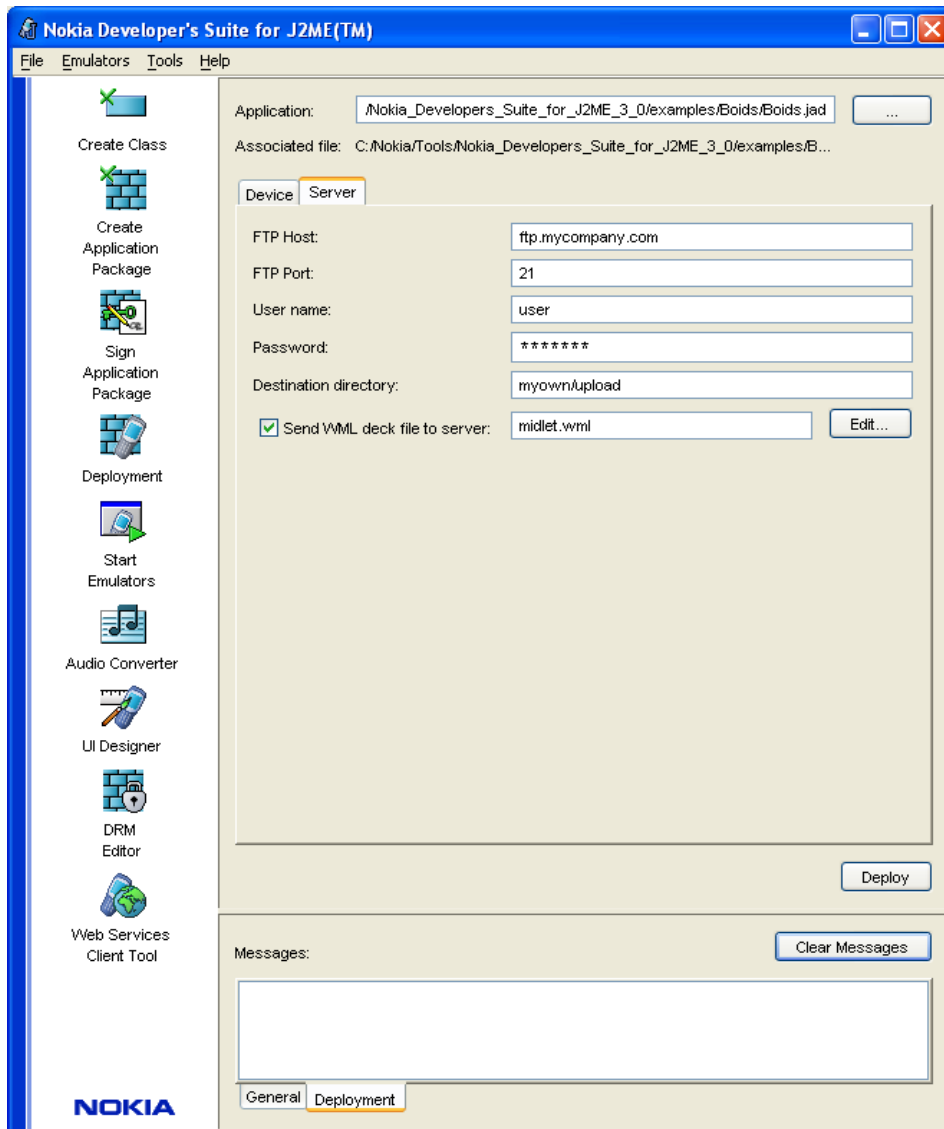 Nokia Developer's Suite for J2ME(TM)
File Emulators Tools Help
Create Class
Create
Application
Package
Sign
Application
Package
Deployment
Start
Emulators
Audio Converter
UI Designer
DRM
Editor
Web Services
Client Tool
NOKIA
Application: /Nokia_Developers_Suite_for_J2ME_3_0/examples/Boids/Boids.jad ...
Associated file: C:/Nokia/Tools/Nokia_Developers_Suite_for_J2ME_3_0/examples/B...
Device Server
FTP Host: ftp.mycompany.com
FTP Port: 21
User name: user
Password: *******
Destination directory: myown/upload
Send WML deck file to server: midlet.wml Edit...
Deploy
Messages: Clear Messages
General Deployment